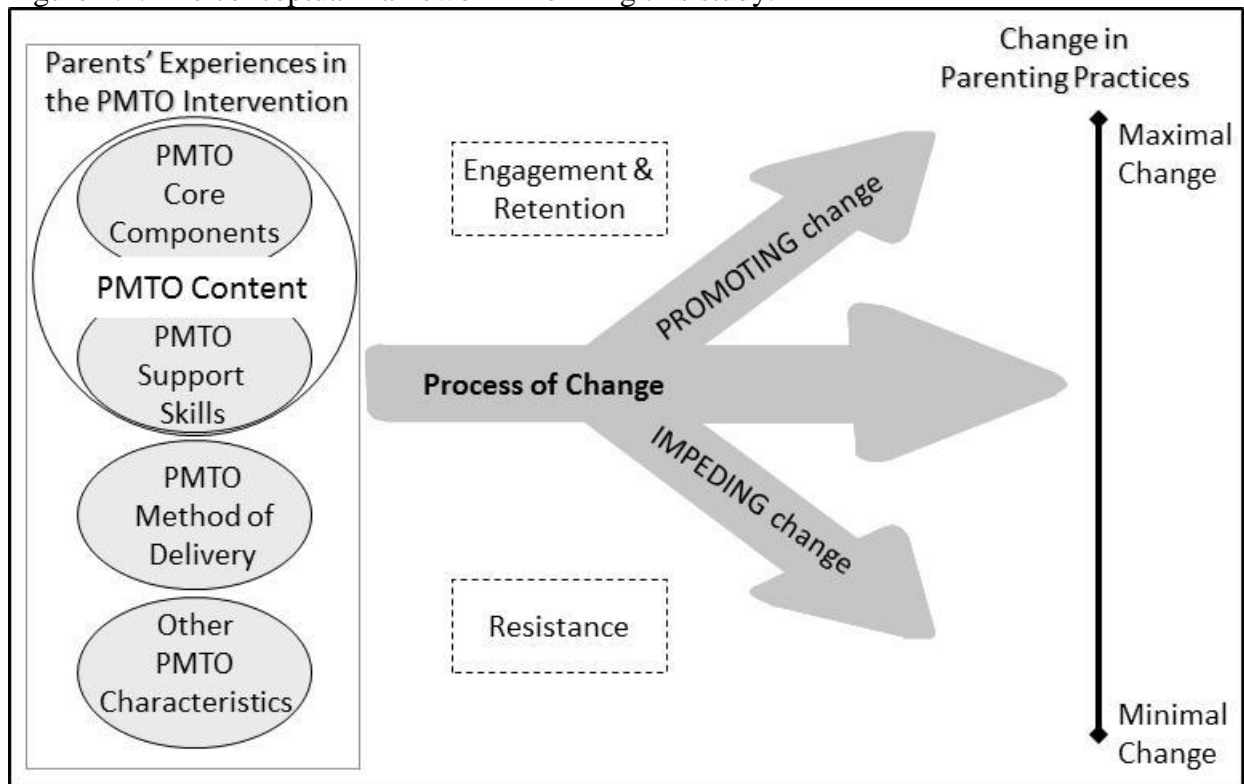 Parents' Experiences in
the PMTO Intervention
PMTO
Core
Components
PMTO Content
PMTO
Support
Skills
PMTO
Method of
Delivery
Other
PMTO
Characteristics
Engagement &
Retention
Process of Change
PROMOTING change
IMPEDING change
Resistance
Change in
Parenting Practices
Maximal
Change
Minimal
Change